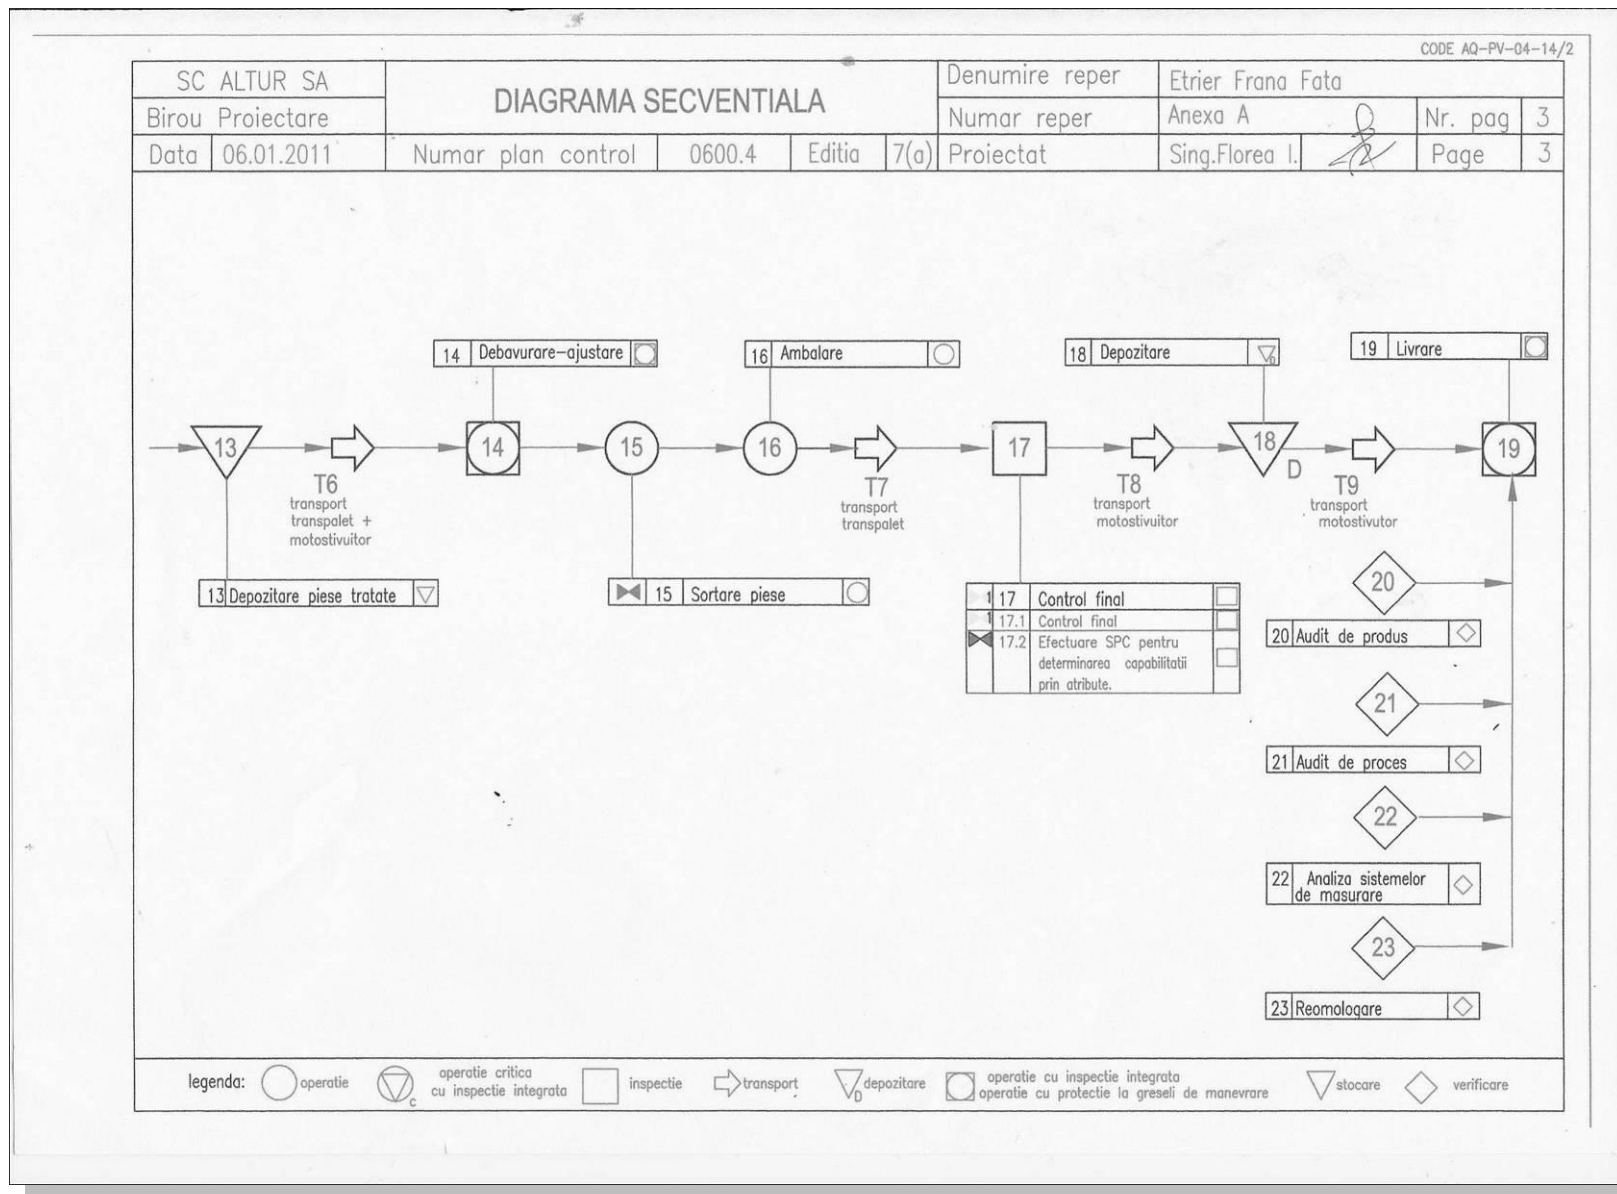 CODE AQ-PV-04-14/2
SC ALTUR SA
Birou Proiectare
Data 06.01.2011
DIAGRAMA SECVENTIALA
Numar plan control 0600.4 Editia 7(a)
Denumire reper Etrier Frana Fata
Numar reper Anexa A Nr. pag 3
Proiectat Sing.Florea I. Page 3
14 Debavurare-ajustare
16 Ambalare
18 Depozitare
D
19 Livrare
13
14
15
16
17
18
D
19
T6
transport
transpalet +
motostivuitor
T7
transport
transpalet
T8
transport
motostivuitor
T9
transport
motostivutor
13 Depozitare piese tratate
15 Sortare piese
1 17 Control final
1 17.1 Control final
17.2 Efectuare SPC pentru
determinarea capabilitatii
prin atribute.
20
20 Audit de produs
21
21 Audit de proces
22
22 Analiza sistemelor
de masurare
23
23 Reomologare
legenda:
operatie
C
operatie critica
cu inspectie integrata
inspectie
transport
D
depozitare
operatie cu inspectie integrata
operatie cu protectie la greseli de manevrare
stocare
verificare